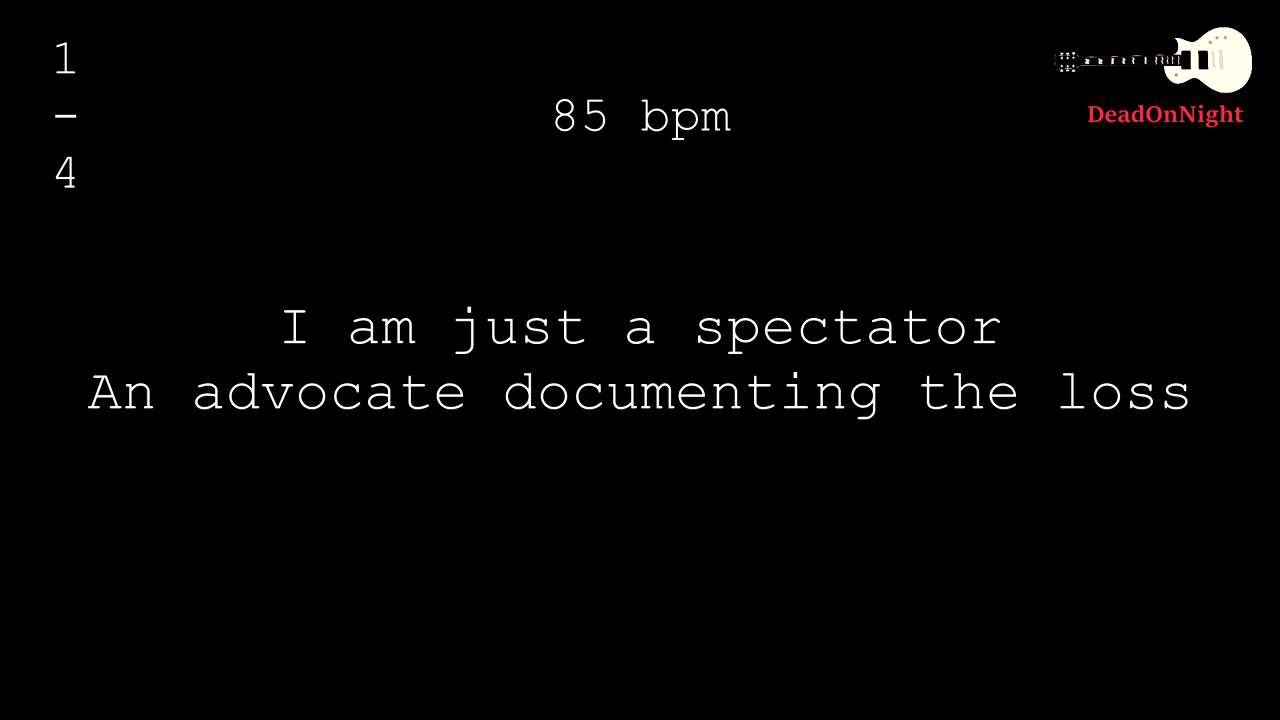 1
-
4
85 bpm
DeadOnNight
I am just a spectator
An advocate documenting the loss